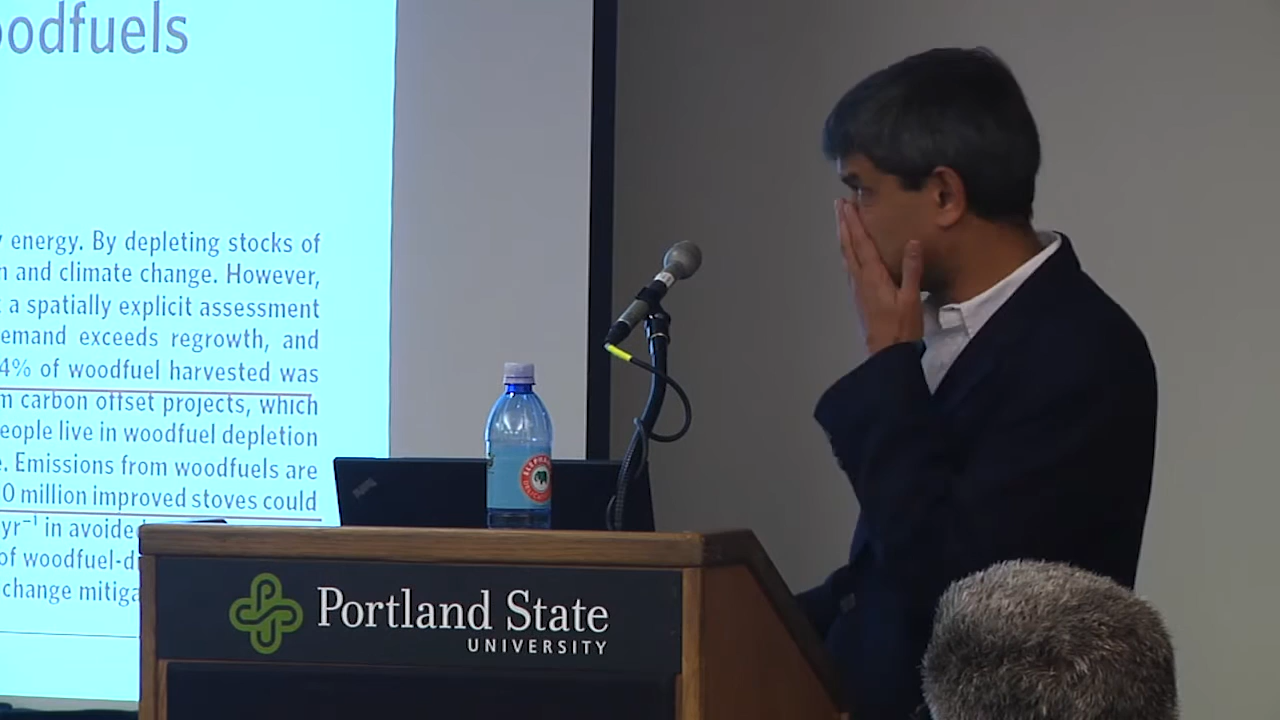 oodfuels
energy. By depleting stocks of
n and climate change. However,
a spatially explicit assessment
emand exceeds regrowth, and
4% of woodfuel harvested was
m carbon offset projects, which
eople live in woodfuel depletion
. Emissions from woodfuels are
0 million improved stoves could
yr⁻¹ in avoided
of woodfuel-d
change mitiga
Portland State
UNIVERSITY